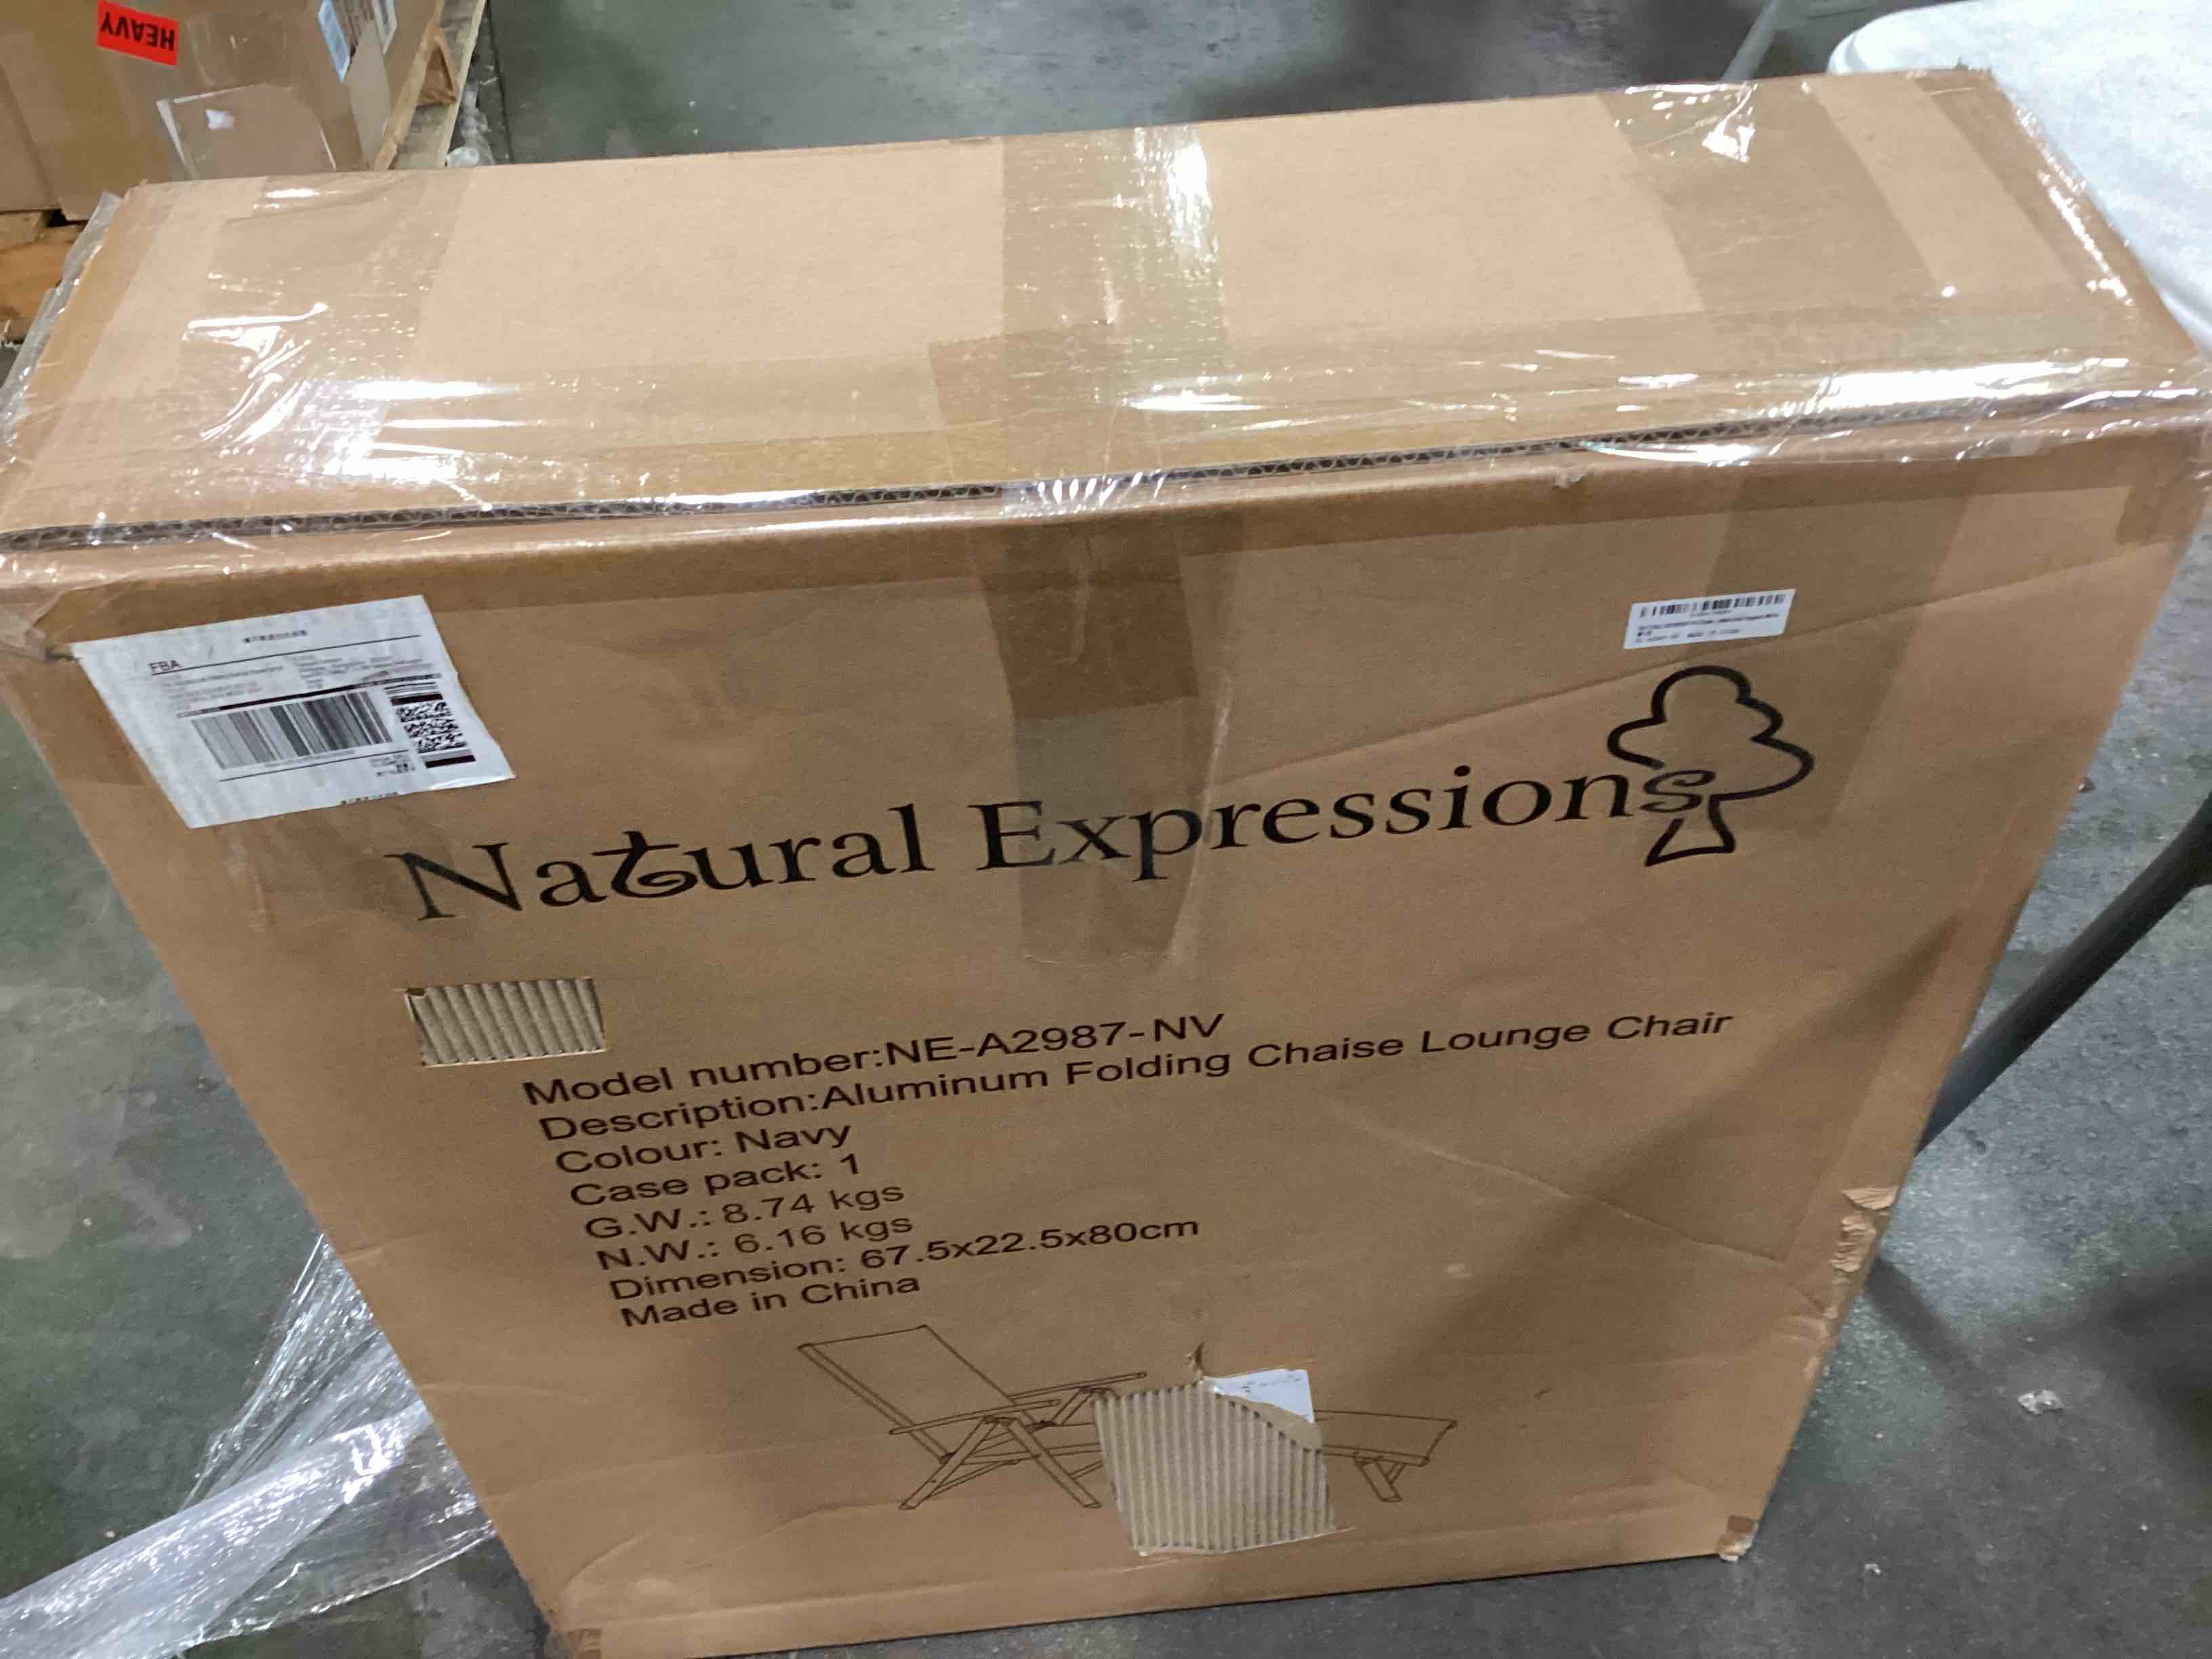 HEAVY
FBA
Natural Expressions
Model number:NE-A2987-NV
Description:Aluminum Folding Chaise Lounge Chair
Colour: Navy
Case pack: 1
G.W.: 8.74 kgs
N.W.: 6.16 kgs
Dimension: 67.5x22.5x80cm
Made in China